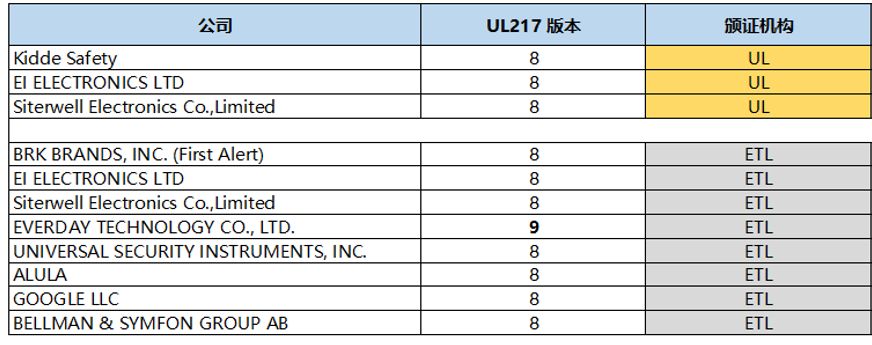 公司 UL217 版本 颁证机构
Kidde Safety 8 UL
EI ELECTRONICS LTD 8 UL
Siterwell Electronics Co.,Limited 8 UL
BRK BRANDS, INC. (First Alert) 8 ETL
EI ELECTRONICS LTD 8 ETL
Siterwell Electronics Co.,Limited 8 ETL
EVERDAY TECHNOLOGY CO., LTD. 9 ETL
UNIVERSAL SECURITY INSTRUMENTS, INC. 8 ETL
ALULA 8 ETL
GOOGLE LLC 8 ETL
BELLMAN & SYMFON GROUP AB 8 ETL